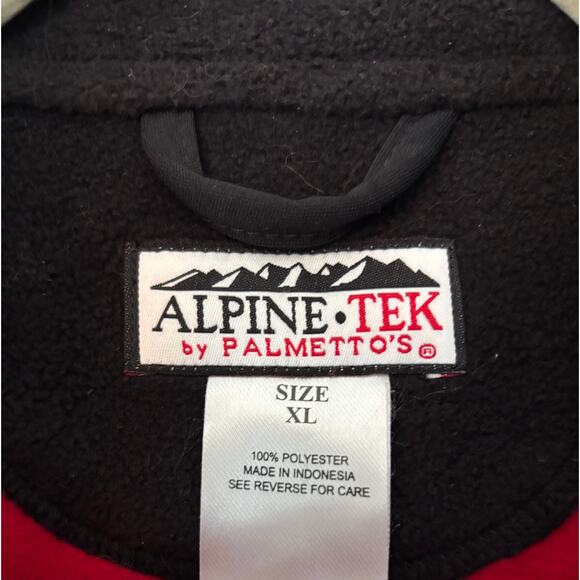 ALPINE•TEK
by PALMETTO'S®
SIZE
XL
100% POLYESTER
MADE IN INDONESIA
SEE REVERSE FOR CARE